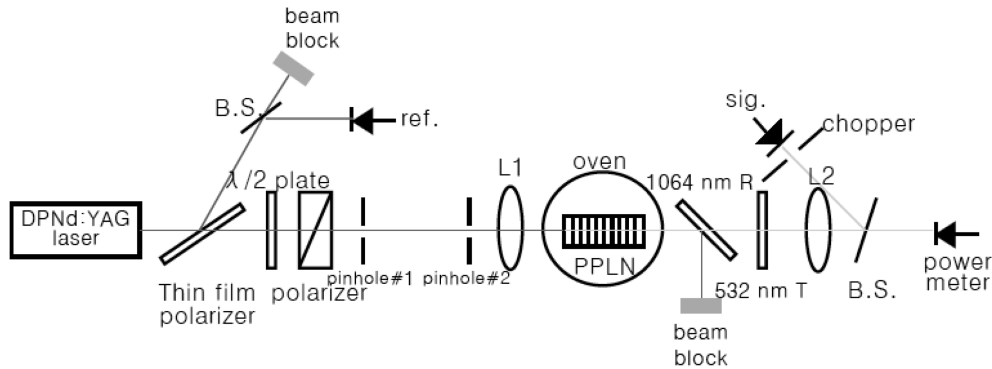 beam
block
B.S.
ref.
λ/2 plate
DPNd:YAG
laser
Thin film
polarizer
polarizer
pinhole#1
pinhole#2
L1
oven
PPLN
1064 nm R
532 nm T
beam
block
sig.
chopper
L2
B.S.
power
meter